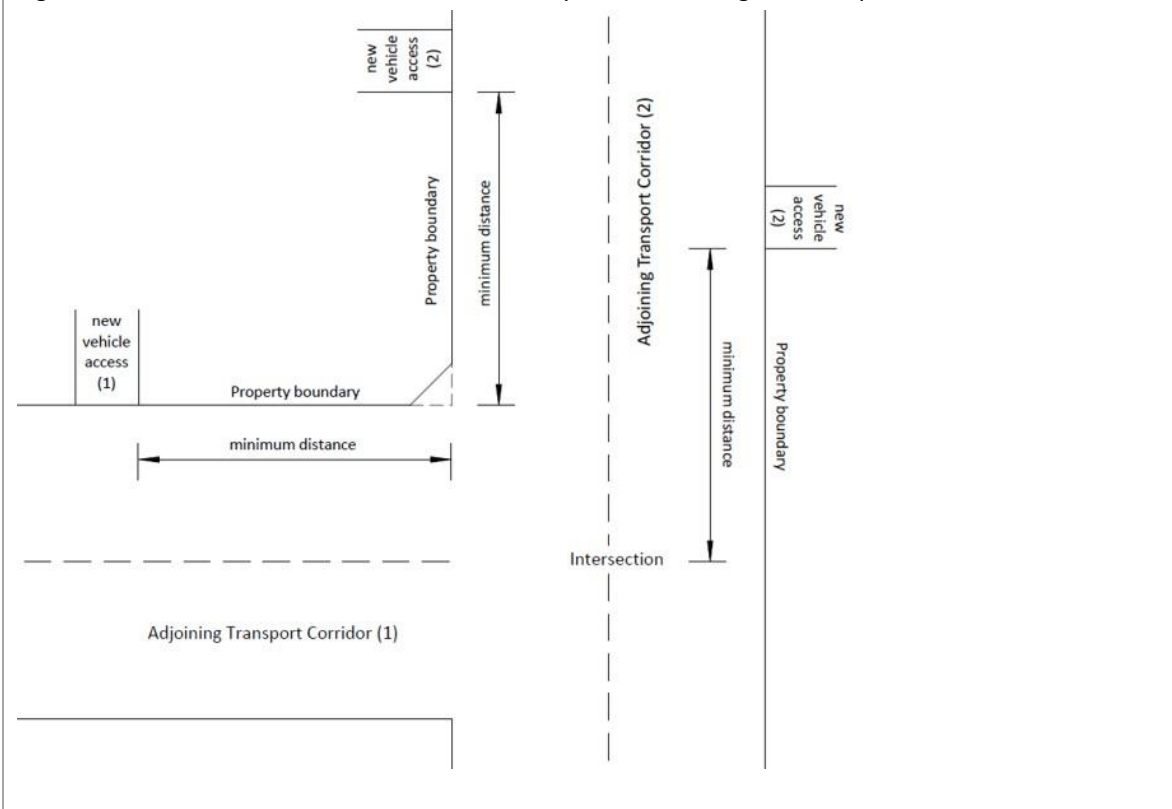 new
vehicle
access
(2)
Adjoining Transport Corridor (2)
Property boundary
minimum distance
new
vehicle
access
(2)
new
vehicle
access
(1)
Property boundary
minimum distance
minimum distance
Property boundary
Intersection
Adjoining Transport Corridor (1)